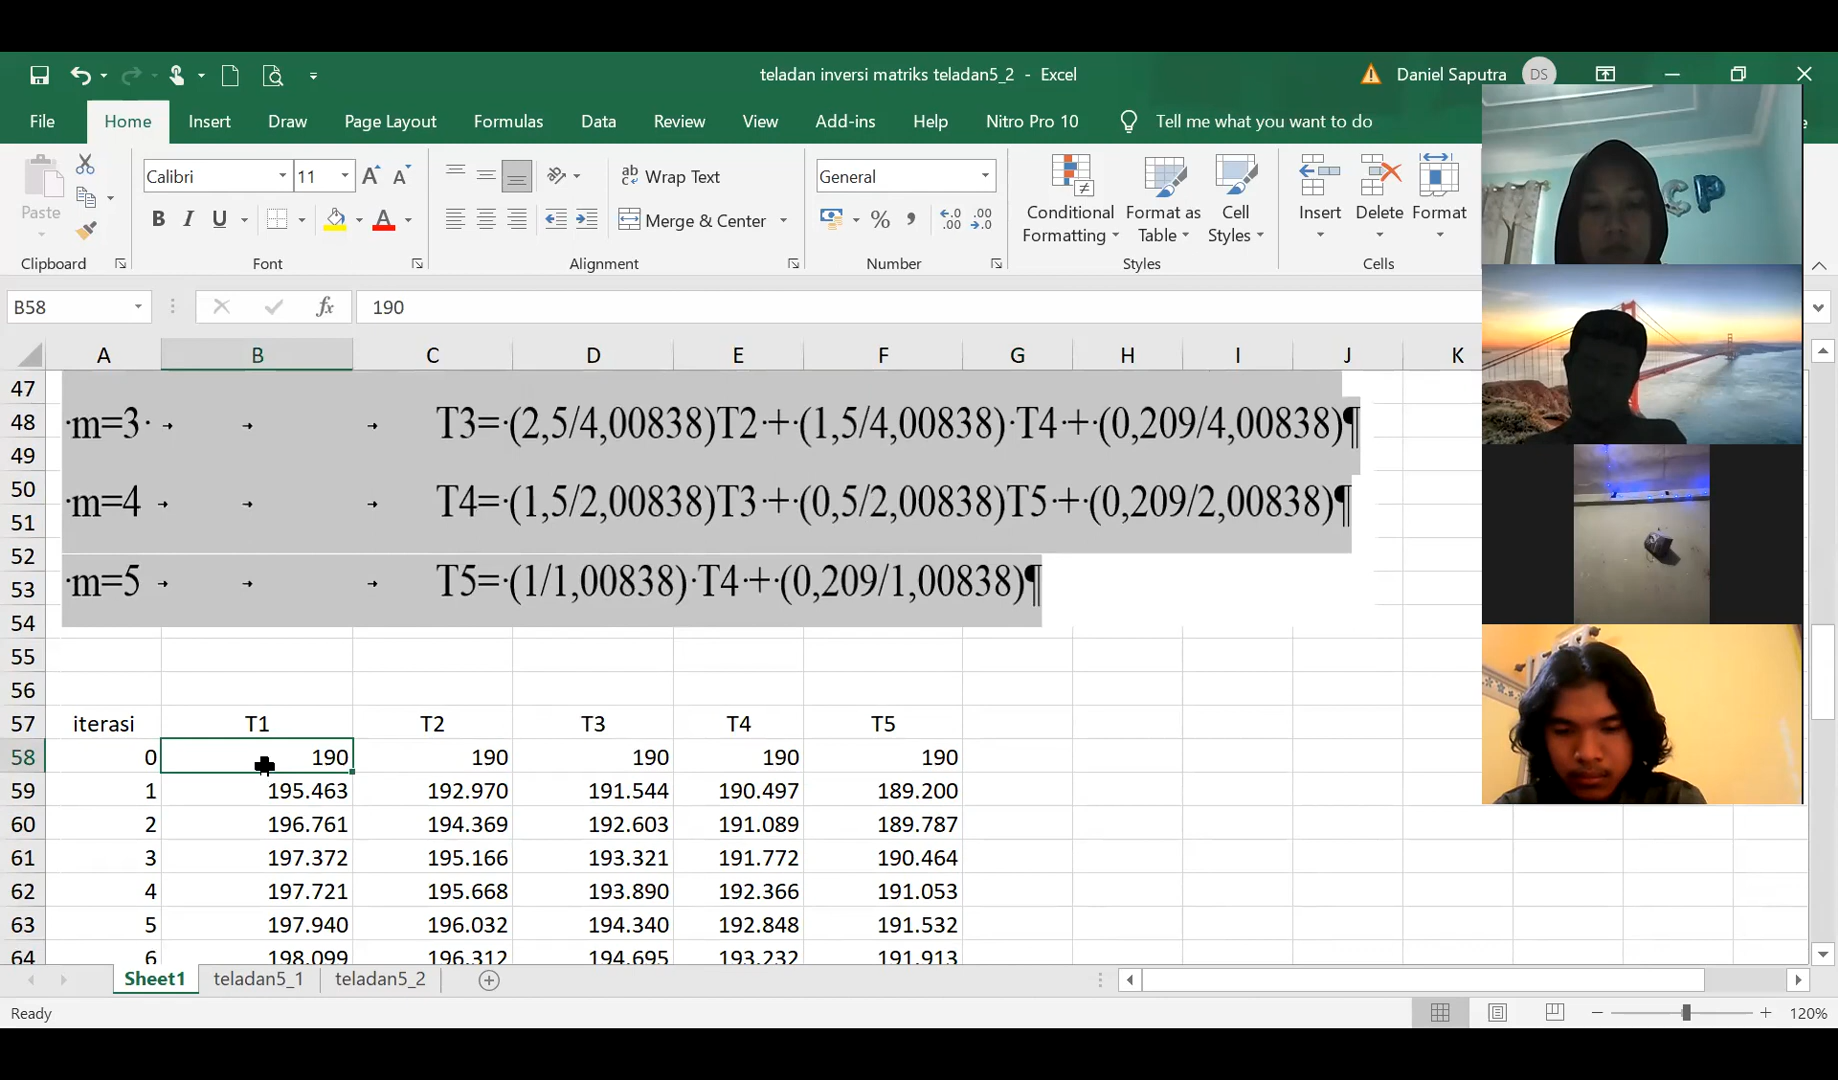 teladan inversi matriks teladan5_2 - Excel
Daniel Saputra DS
File Home Insert Draw Page Layout Formulas Data Review View Add-ins Help Nitro Pro 10 Tell me what you want to do
Paste
Calibri 11
Wrap Text
General
B I U A
Merge & Center
% , .00
Conditional Formatting
Format as Table
Cell Styles
Insert Delete Format
Clipboard Font Alignment Number Styles Cells
B58 fx 190
A B C D E F G H I J K
47
48 ·m=3· → → → T3=·(2,5/4,00838)T2·+·(1,5/4,00838)·T4·+·(0,209/4,00838)¶
49
50
51 ·m=4 → → → T4=·(1,5/2,00838)T3·+·(0,5/2,00838)T5·+·(0,209/2,00838)¶
52
53 ·m=5 → → → T5=·(1/1,00838)·T4·+·(0,209/1,00838)¶
54
55
56
57 iterasi T1 T2 T3 T4 T5
58 0 190 190 190 190 190
59 1 195.463 192.970 191.544 190.497 189.200
60 2 196.761 194.369 192.603 191.089 189.787
61 3 197.372 195.166 193.321 191.772 190.464
62 4 197.721 195.668 193.890 192.366 191.053
63 5 197.940 196.032 194.340 192.848 191.532
64 6 198.099 196.312 194.695 193.232 191.913
Sheet1 teladan5_1 teladan5_2
Ready
120%